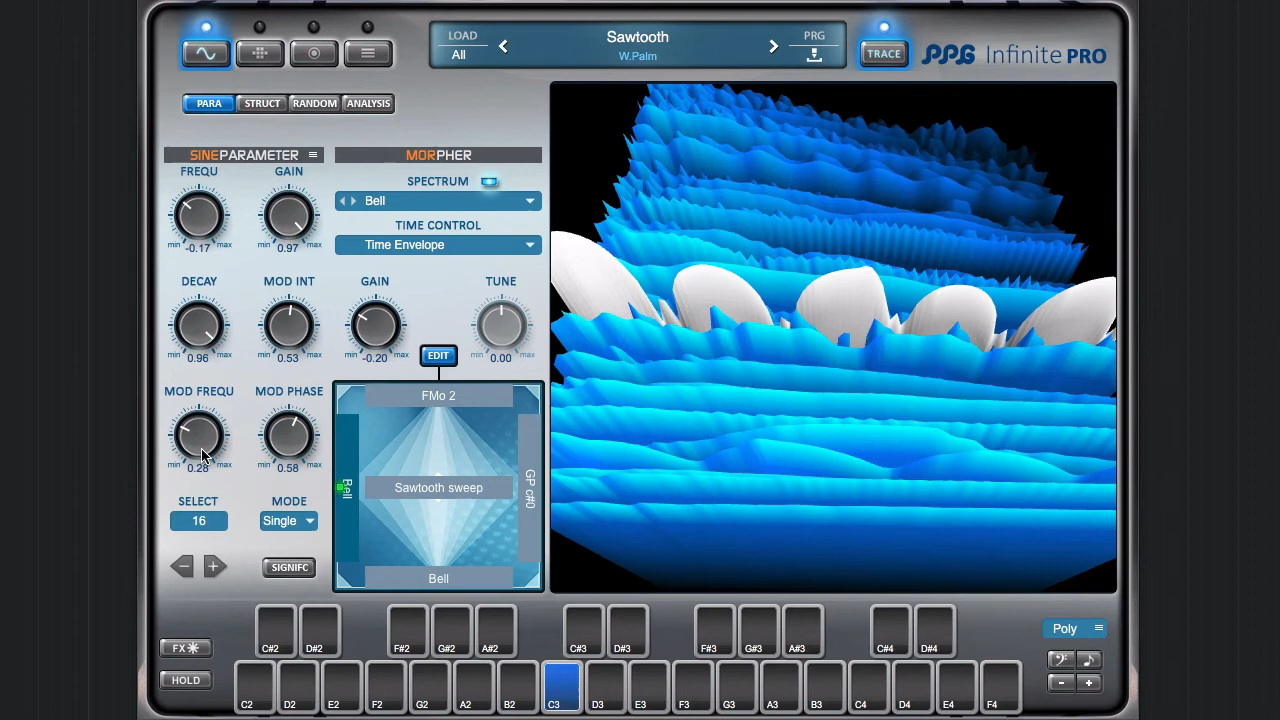 LOAD
All
Sawtooth
W.Palm
PRG
TRACE
PPG Infinite PRO
PARA STRUCT RANDOM ANALYSIS
SINEPARAMETER
MORPHER
FREQU GAIN
min max min max
-0.17 0.97
SPECTRUM
Bell
TIME CONTROL
Time Envelope
DECAY MOD INT GAIN TUNE
min max min max min max min max
0.96 0.53 -0.20 0.00
EDIT
MOD FREQU MOD PHASE
min max min max
0.28 0.58
FMo 2
Bell
Sawtooth sweep
GP c#0
Bell
SELECT MODE
16 Single
- +
SIGNIFC
FX
HOLD
C#2 D#2 F#2 G#2 A#2 C#3 D#3 F#3 G#3 A#3 C#4 D#4
C2 D2 E2 F2 G2 A2 B2 C3 D3 E3 F3 G3 A3 B3 C4 D4 E4 F4
Poly
- +